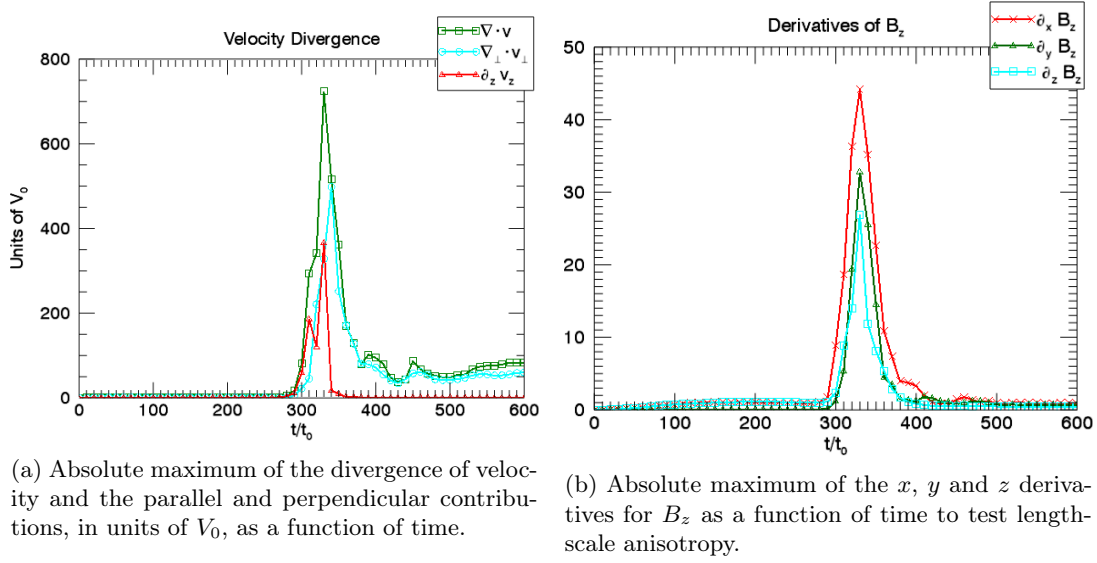 Velocity Divergence
∇ · v
∇⊥ · v⊥
∂z vz
800
600
400
200
0
Units of V0
0 100 200 300 400 500 600
t/t0
(a) Absolute maximum of the divergence of veloc-
ity and the parallel and perpendicular contribu-
tions, in units of V0, as a function of time.
Derivatives of Bz
∂x Bz
∂y Bz
∂z Bz
50
40
30
20
10
0
0 100 200 300 400 500 600
t/t0
(b) Absolute maximum of the x, y and z deriva-
tives for Bz as a function of time to test length-
scale anisotropy.